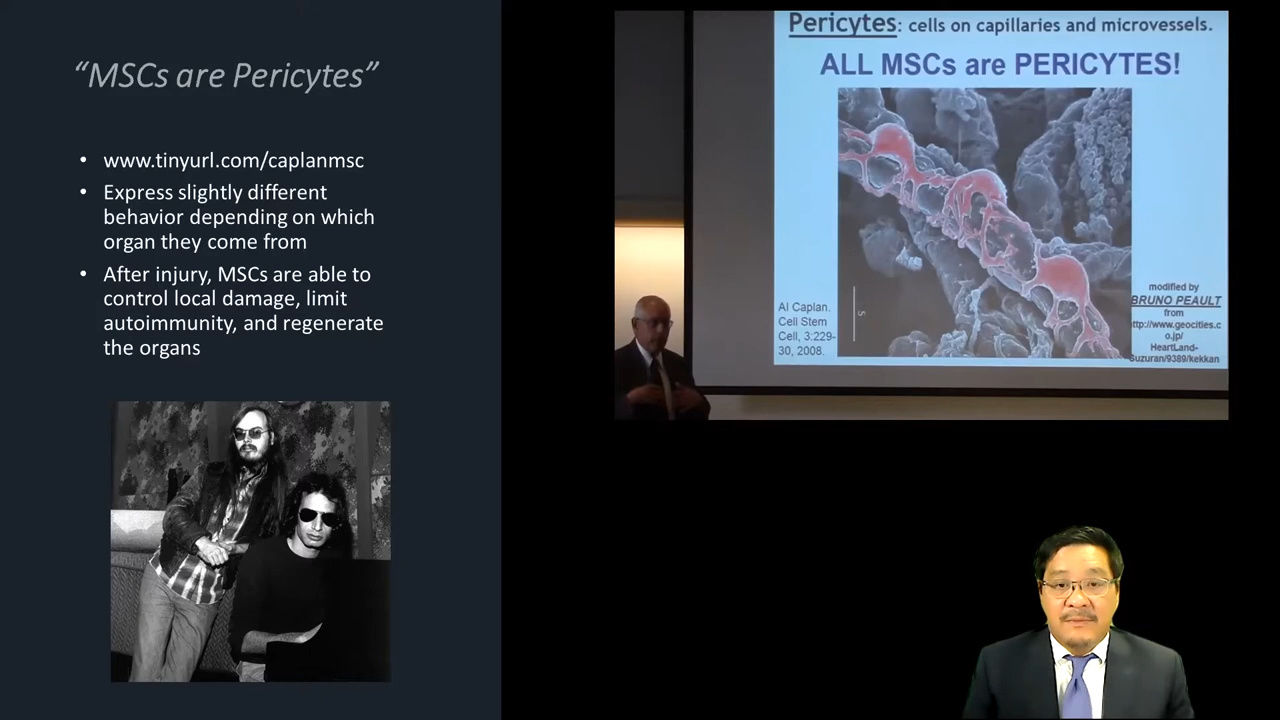 “MSCs are Pericytes”
• www.tinyurl.com/caplanmsc
• Express slightly different
behavior depending on which
organ they come from
• After injury, MSCs are able to
control local damage, limit
autoimmunity, and regenerate
the organs
Pericytes: cells on capillaries and microvessels.
ALL MSCs are PERICYTES!
Al Caplan.
Cell Stem
Cell, 3:229-
30, 2008.
5
modified by
BRUNO PEAULT
from
http://www.geocities.c
o.jp/
HeartLand-
Suzuran/9389/kekkan